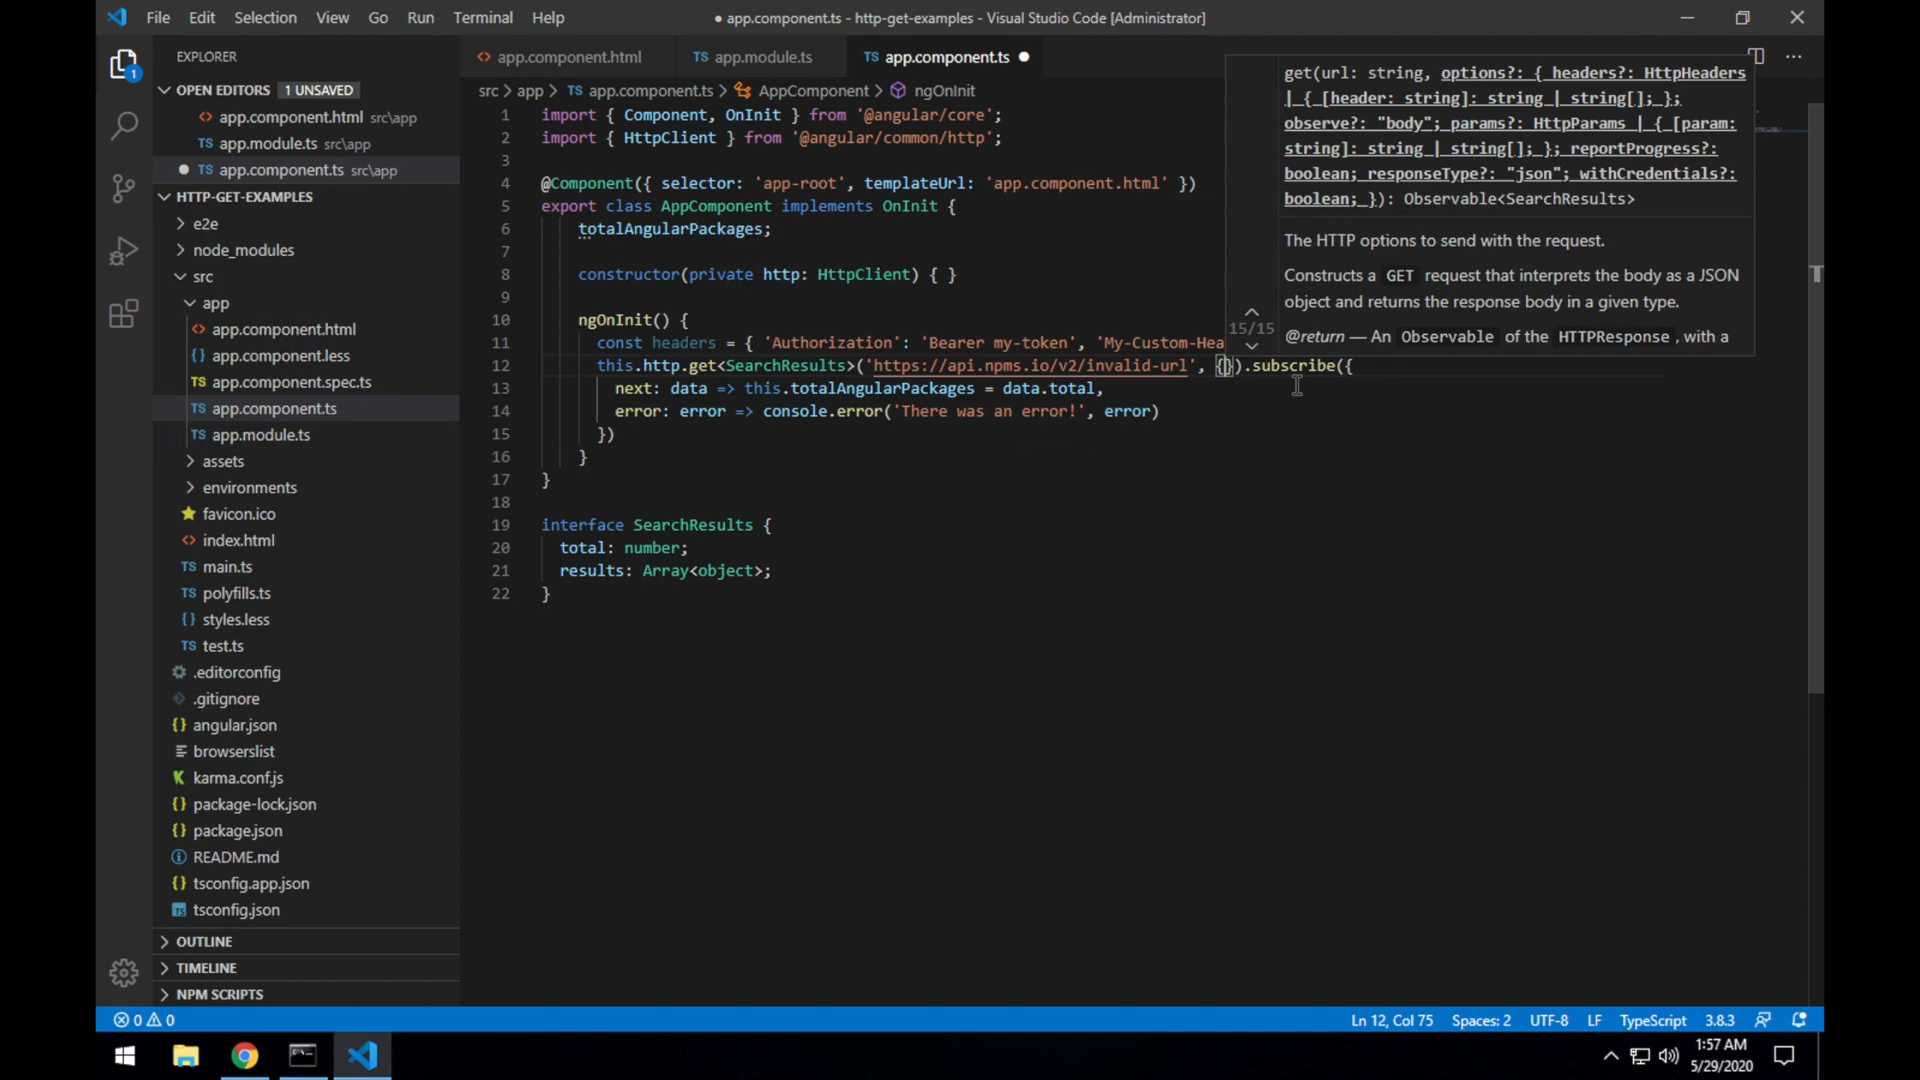 File Edit Selection View Go Run Terminal Help
● app.component.ts - http-get-examples - Visual Studio Code [Administrator]
EXPLORER
OPEN EDITORS 1 UNSAVED
app.component.html src\app
TS app.module.ts src\app
TS app.component.ts src\app
HTTP-GET-EXAMPLES
e2e
node_modules
src
app
app.component.html
app.component.less
TS app.component.spec.ts
TS app.component.ts
TS app.module.ts
assets
environments
favicon.ico
index.html
TS main.ts
TS polyfills.ts
styles.less
TS test.ts
.editorconfig
.gitignore
angular.json
browserslist
karma.conf.js
package-lock.json
package.json
README.md
tsconfig.app.json
tsconfig.json
OUTLINE
TIMELINE
NPM SCRIPTS
1
app.component.html
TS app.module.ts
TS app.component.ts ●
src > app > TS app.component.ts > AppComponent > ngOnInit
1 import { Component, OnInit } from '@angular/core';
2 import { HttpClient } from '@angular/common/http';
3
4 @Component({ selector: 'app-root', templateUrl: 'app.component.html' })
5 export class AppComponent implements OnInit {
6 totalAngularPackages;
7
8 constructor(private http: HttpClient) { }
9
10 ngOnInit() {
11 const headers = { 'Authorization': 'Bearer my-token', 'My-Custom-Hea
12 this.http.get<SearchResults>('https://api.npms.io/v2/invalid-url', {}).subscribe({
13 next: data => this.totalAngularPackages = data.total,
14 error: error => console.error('There was an error!', error)
15 })
16 }
17 }
18
19 interface SearchResults {
20 total: number;
21 results: Array<object>;
22 }
get(url: string, options?: { headers?: HttpHeaders
| { [header: string]: string | string[]; };
observe?: "body"; params?: HttpParams | { [param:
string]: string | string[]; }; reportProgress?:
boolean; responseType?: "json"; withCredentials?:
boolean; }): Observable<SearchResults>
The HTTP options to send with the request.
Constructs a GET request that interprets the body as a JSON
object and returns the response body in a given type.
15/15
@return — An Observable of the HTTPResponse, with a
0 0
Ln 12, Col 75 Spaces: 2 UTF-8 LF TypeScript 3.8.3
1:57 AM
5/29/2020